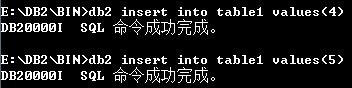 E:\DB2\BIN>db2 insert into table1 values(4)
DB20000I  SQL 命令成功完成。
E:\DB2\BIN>db2 insert into table1 values(5)
DB20000I  SQL 命令成功完成。